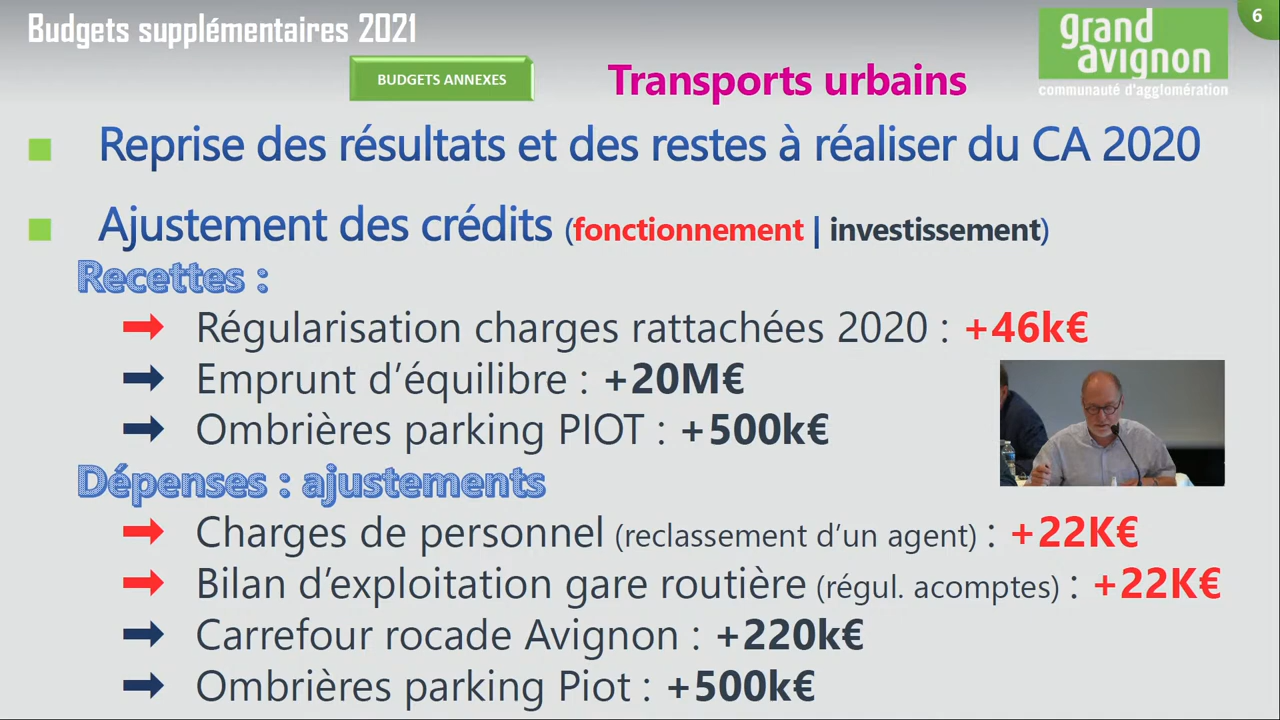 Budgets supplémentaires 2021
6
grand
avignon
communauté d'agglomération
BUDGETS ANNEXES
Transports urbains
Reprise des résultats et des restes à réaliser du CA 2020
Ajustement des crédits (fonctionnement | investissement)
Recettes :
Régularisation charges rattachées 2020 : +46k€
Emprunt d’équilibre : +20M€
Ombrières parking PIOT : +500k€
Dépenses : ajustements
Charges de personnel (reclassement d’un agent) : +22K€
Bilan d’exploitation gare routière (régul. acomptes) : +22K€
Carrefour rocade Avignon : +220k€
Ombrières parking Piot : +500k€